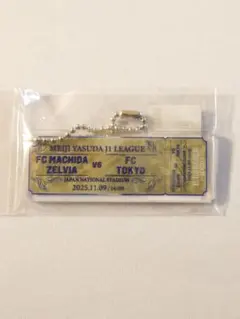 MEIJI YASUDA J1 LEAGUE
FC MACHIDA
ZELVIA
VS
FC
TOKYO
JAPAN NATIONAL STADIUM
2025.11.09